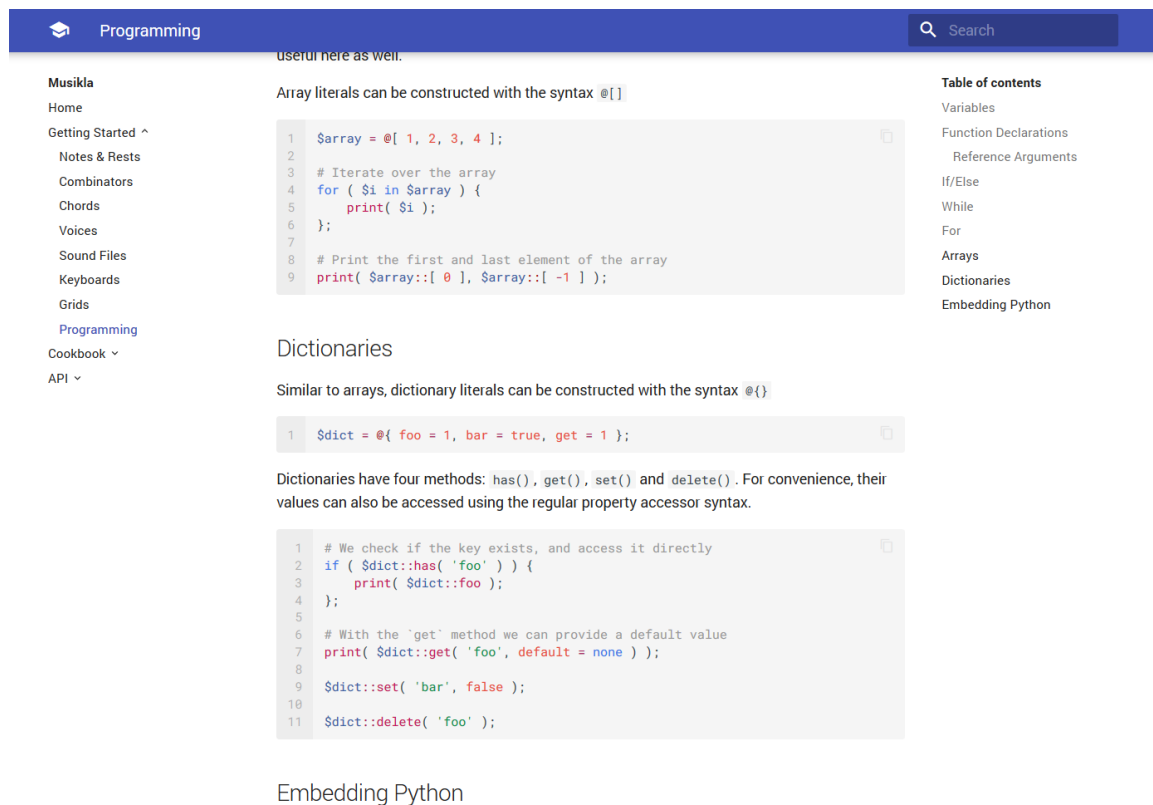 Programming
Search
Musikla
Home
Getting Started
Notes & Rests
Combinators
Chords
Voices
Sound Files
Keyboards
Grids
Programming
Cookbook
API
useful here as well.
Array literals can be constructed with the syntax @[]
1 $array = @[ 1, 2, 3, 4 ];
2
3 # Iterate over the array
4 for ( $i in $array ) {
5 print( $i );
6 };
7
8 # Print the first and last element of the array
9 print( $array::[ 0 ], $array::[ -1 ] );
Dictionaries
Similar to arrays, dictionary literals can be constructed with the syntax @{}
1 $dict = @{ foo = 1, bar = true, get = 1 };
Dictionaries have four methods: has(), get(), set() and delete(). For convenience, their
values can also be accessed using the regular property accessor syntax.
1 # We check if the key exists, and access it directly
2 if ( $dict::has( 'foo' ) ) {
3 print( $dict::foo );
4 };
5
6 # With the `get` method we can provide a default value
7 print( $dict::get( 'foo', default = none ) );
8
9 $dict::set( 'bar', false );
10
11 $dict::delete( 'foo' );
Embedding Python
Table of contents
Variables
Function Declarations
Reference Arguments
If/Else
While
For
Arrays
Dictionaries
Embedding Python